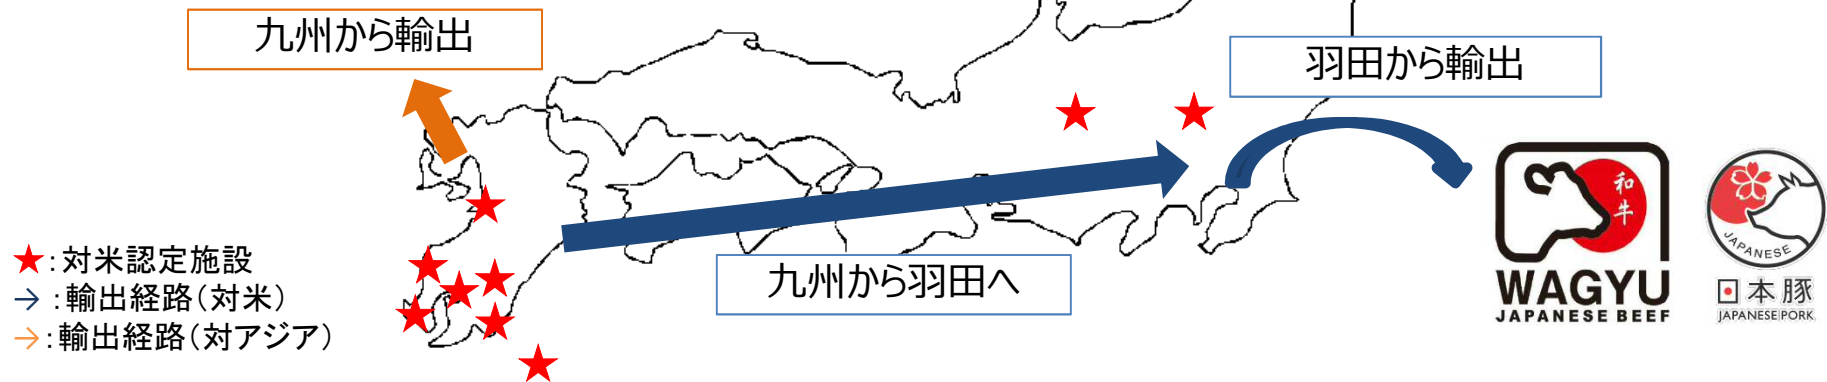 九州から輸出
羽田から輸出
九州から羽田へ
★：対米認定施設
→：輸出経路（対米）
→：輸出経路（対アジア）
和牛
WAGYU
JAPANESE BEEF
JAPANESE
日本豚
JAPANESE PORK